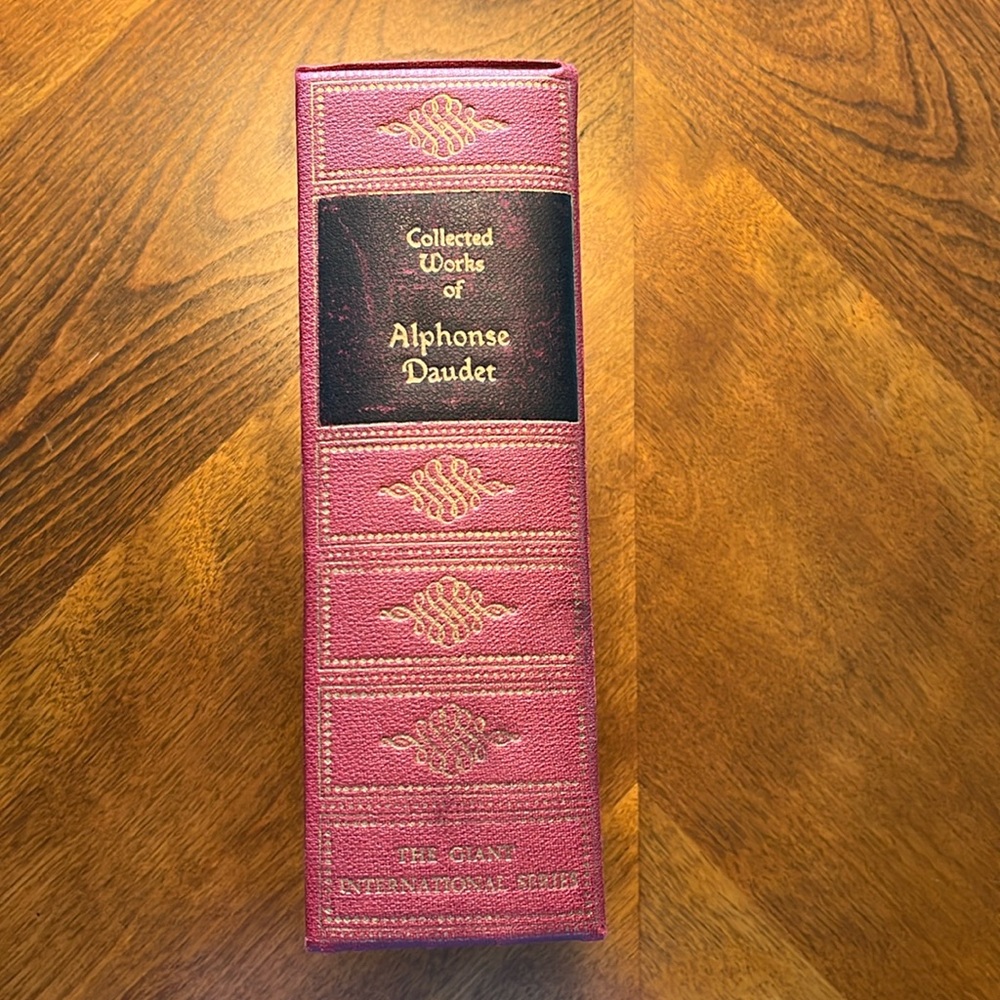 Collected
Works
of
Alphonse
Daudet
THE GIANT
INTERNATIONAL SERIES